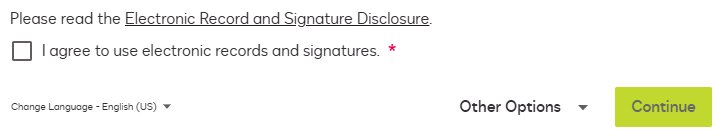 Please read the Electronic Record and Signature Disclosure.
I agree to use electronic records and signatures. *
Change Language - English (US)
Other Options
Continue